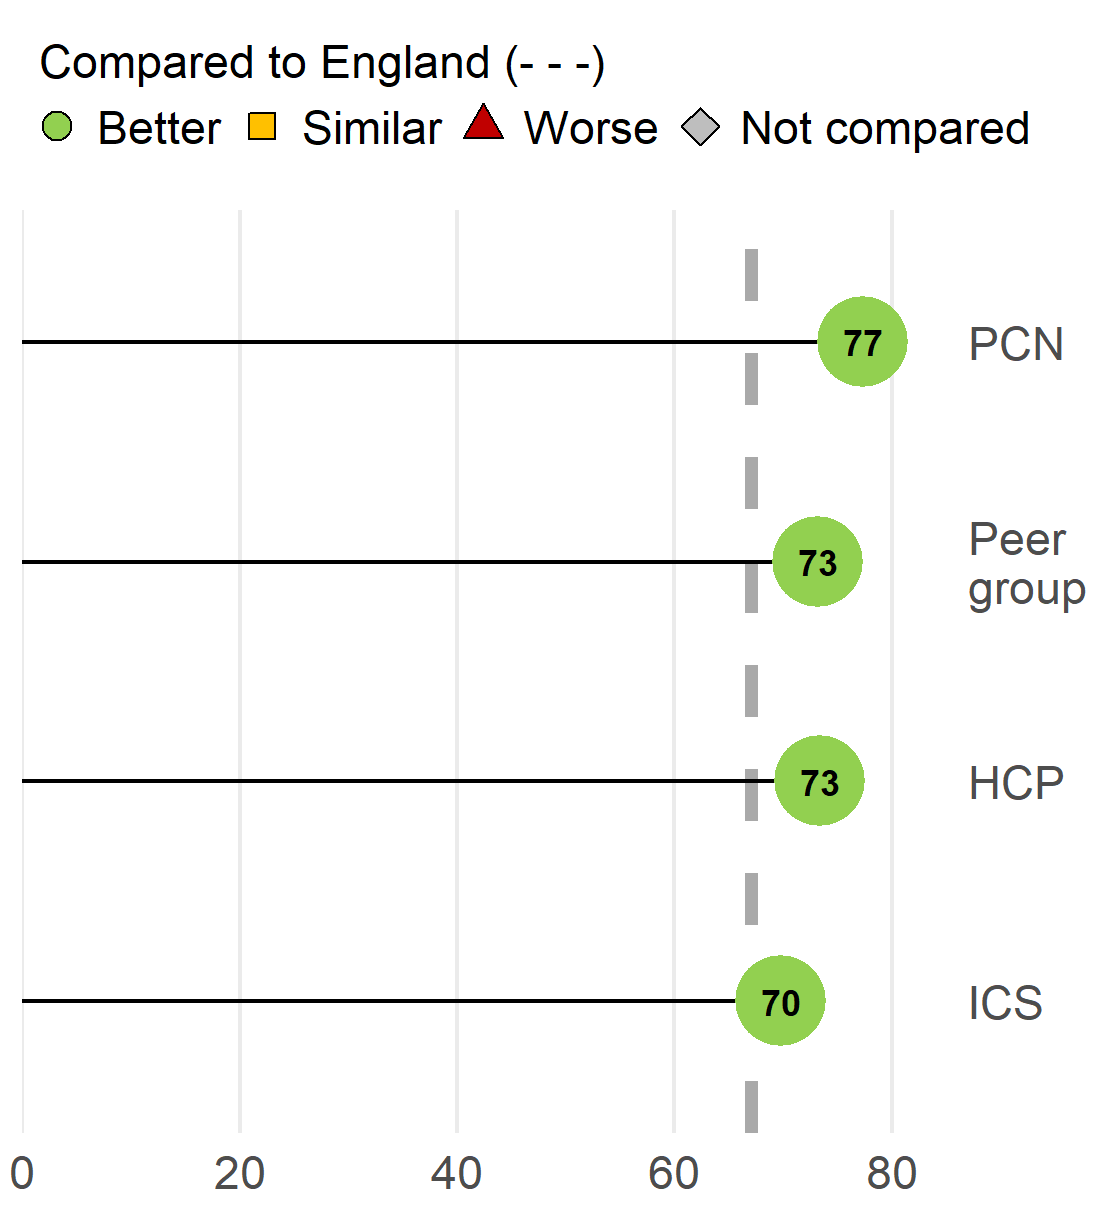 Compared to England (- - -)
Better Similar Worse Not compared
77 PCN
73 Peer
group
73 HCP
70 ICS
0 20 40 60 80